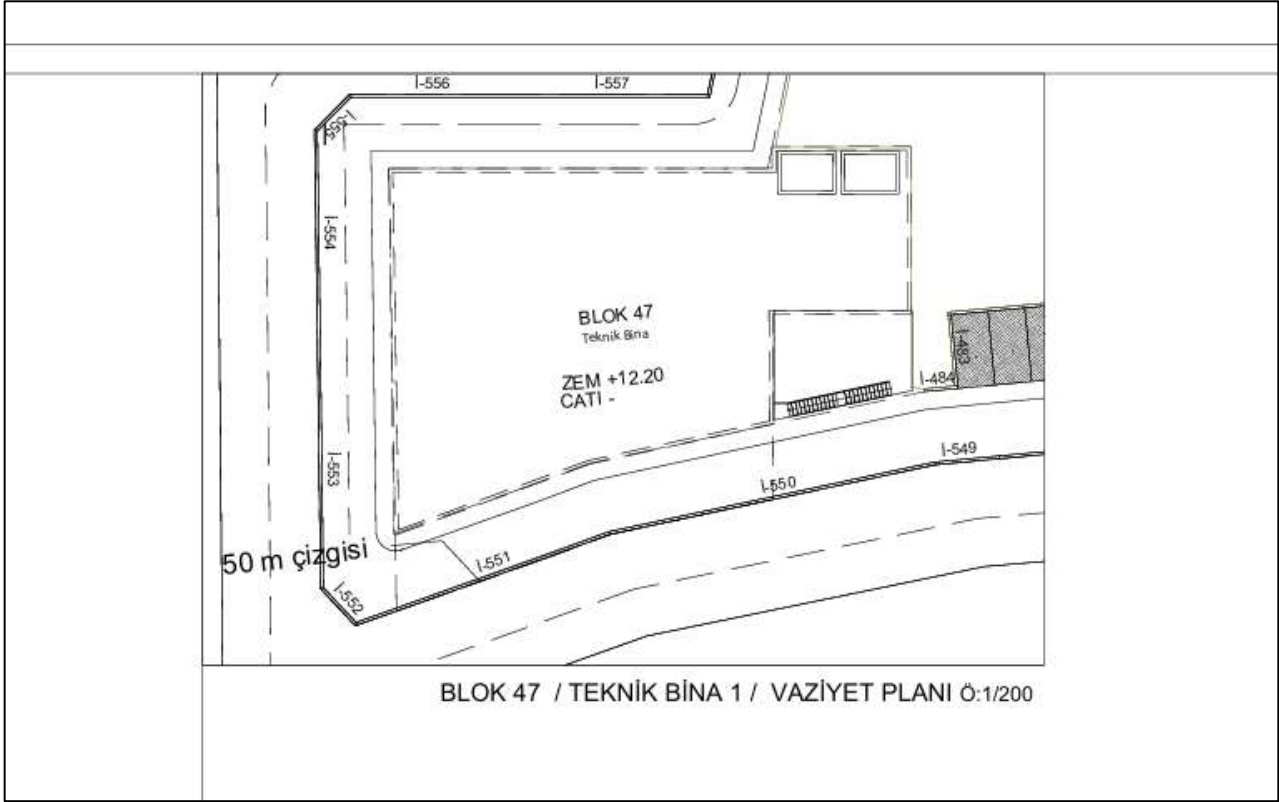 İ-556
İ-557
İ-555
İ-554
BLOK 47
Teknik Bina
İ-483
ZEM +12.20
CATI -
İ-484
İ-549
İ-553
İ-550
50 m çizgisi
İ-551
İ-552
BLOK 47 / TEKNİK BİNA 1 / VAZİYET PLANI Ö:1/200